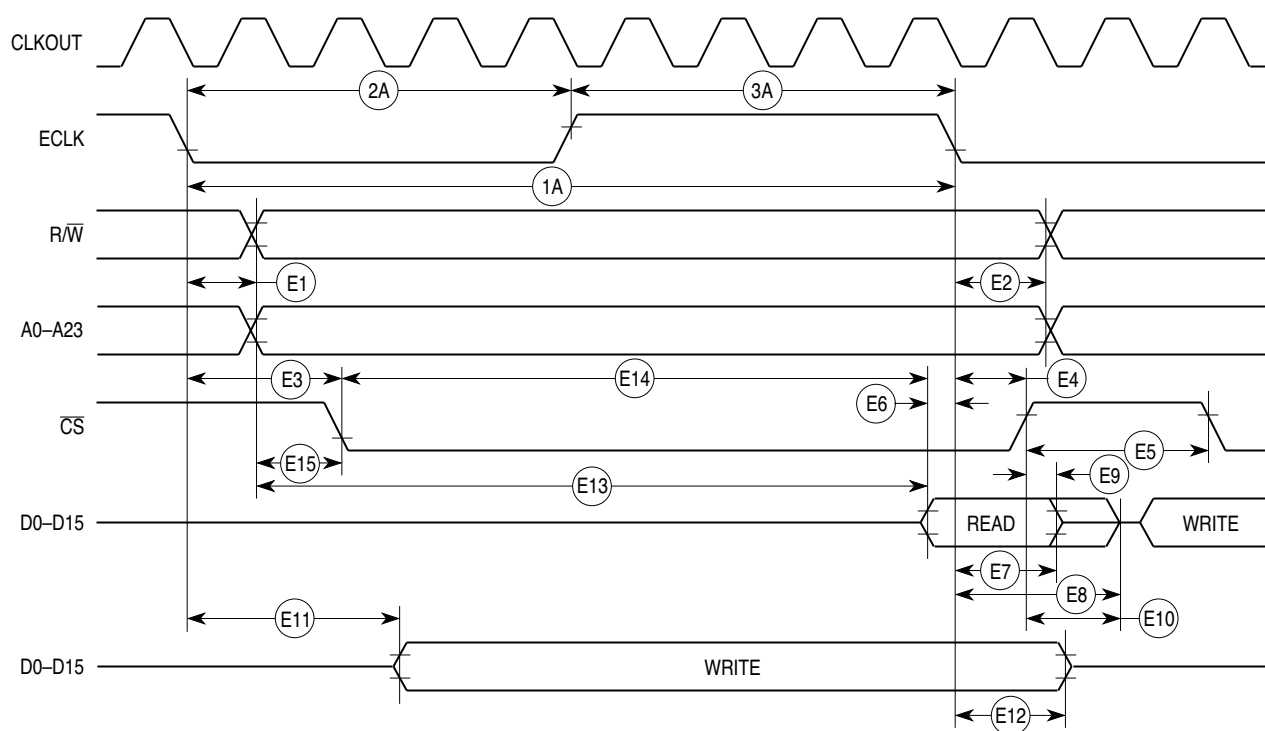 CLKOUT
2A
3A
ECLK
1A
R/W̅
E1
E2
A0–A23
E3
E14
E4
E6
C̅S̅
E15
E5
E9
E13
D0–D15
READ
WRITE
E7
E8
E11
E10
D0–D15
WRITE
E12